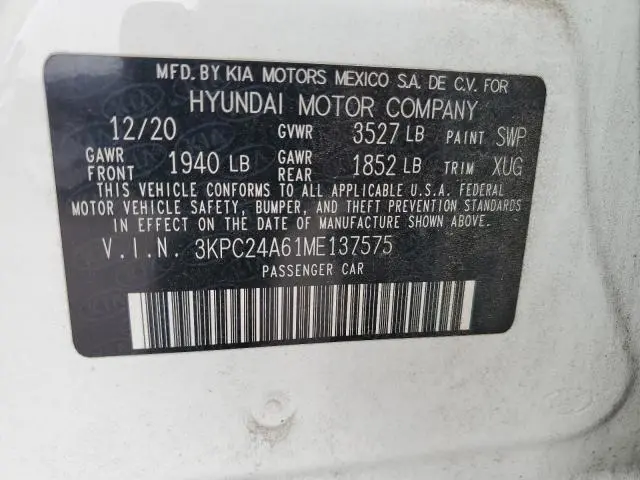 MFD. BY KIA MOTORS MEXICO S.A. DE C.V. FOR
HYUNDAI MOTOR COMPANY
12/20 GVWR 3527 LB PAINT SWP
GAWR FRONT 1940 LB GAWR REAR 1852 LB TRIM XUG
THIS VEHICLE CONFORMS TO ALL APPLICABLE U.S.A. FEDERAL
MOTOR VEHICLE SAFETY, BUMPER, AND THEFT PREVENTION STANDARDS
IN EFFECT ON THE DATE OF MANUFACTURE SHOWN ABOVE.
V.I.N. 3KPC24A61ME137575
PASSENGER CAR